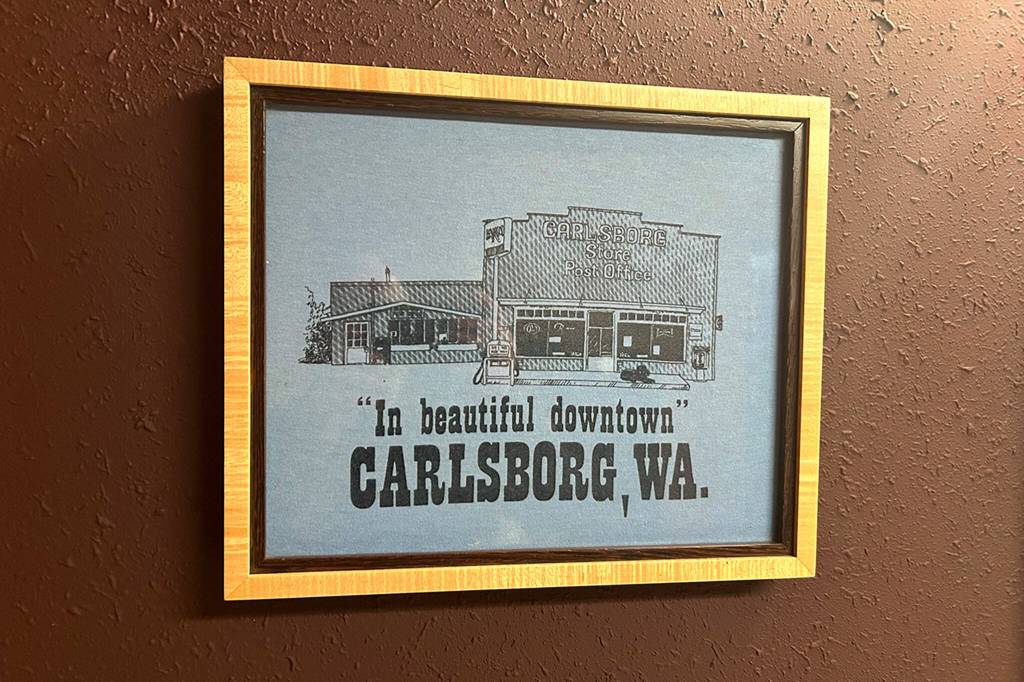 CARLSBORG
Store
Post Office
“In beautiful downtown”
CARLSBORG, WA.